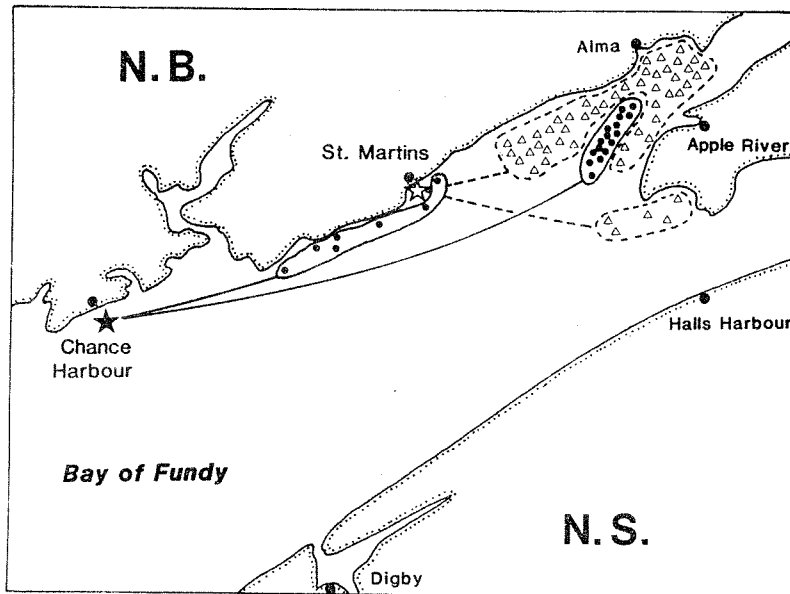 N.B.
Alma
St. Martins
Apple River
Chance
Harbour
Halls Harbour
Bay of Fundy
N.S.
Digby